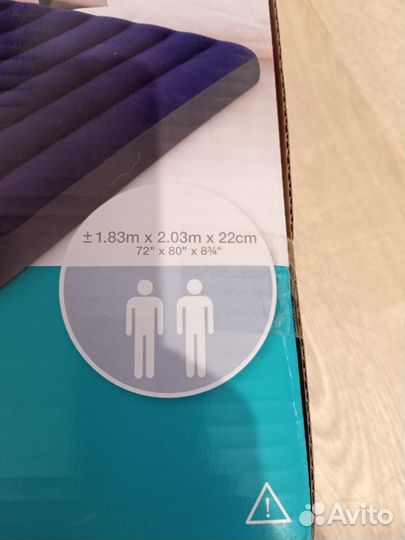 ± 1.83m x 2.03m x 22cm
72" x 80" x 8¾"
Avito